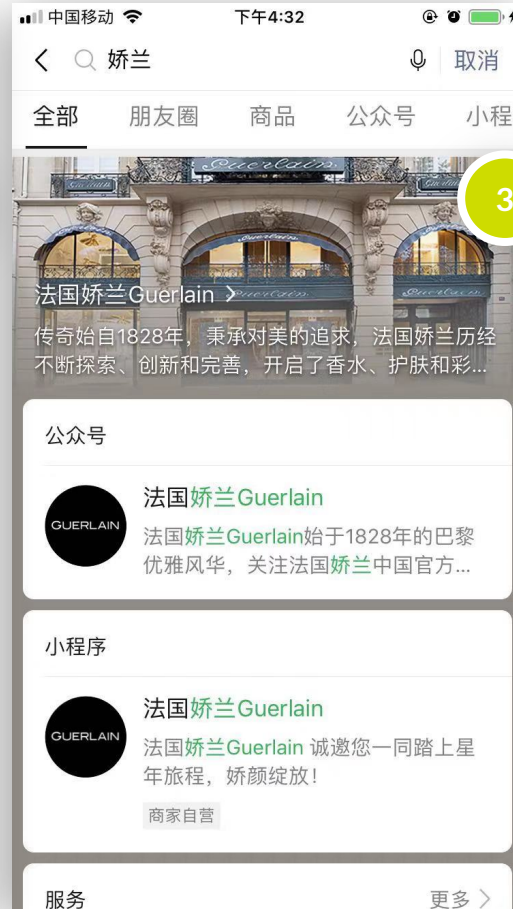 中国移动 下午4:32
娇兰 取消
全部 朋友圈 商品 公众号 小程
Guerlain
3
法国娇兰Guerlain >
传奇始自1828年，秉承对美的追求，法国娇兰历经
不断探索、创新和完善，开启了香水、护肤和彩...
公众号
GUERLAIN
法国娇兰Guerlain
法国娇兰Guerlain始于1828年的巴黎
优雅风华，关注法国娇兰中国官方...
小程序
GUERLAIN
法国娇兰Guerlain
法国娇兰Guerlain 诚邀您一同踏上星
年旅程，娇颜绽放！
商家自营
服务 更多 >